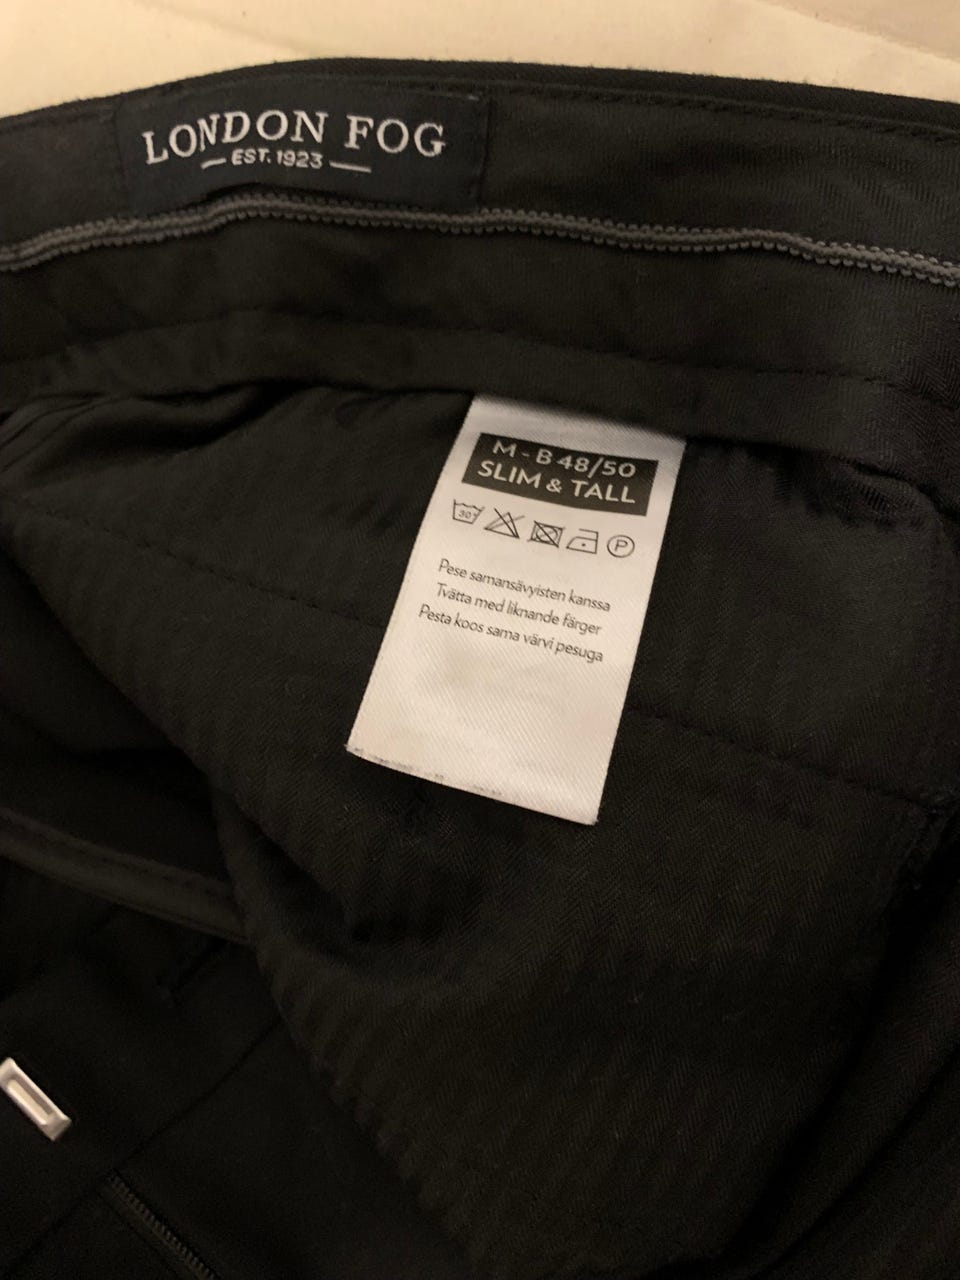 LONDON FOG
EST. 1923
M - B 48/50
SLIM & TALL
30 P
Pese samansävyisten kanssa
Tvätta med liknande färger
Pesta koos sama värvi pesuga